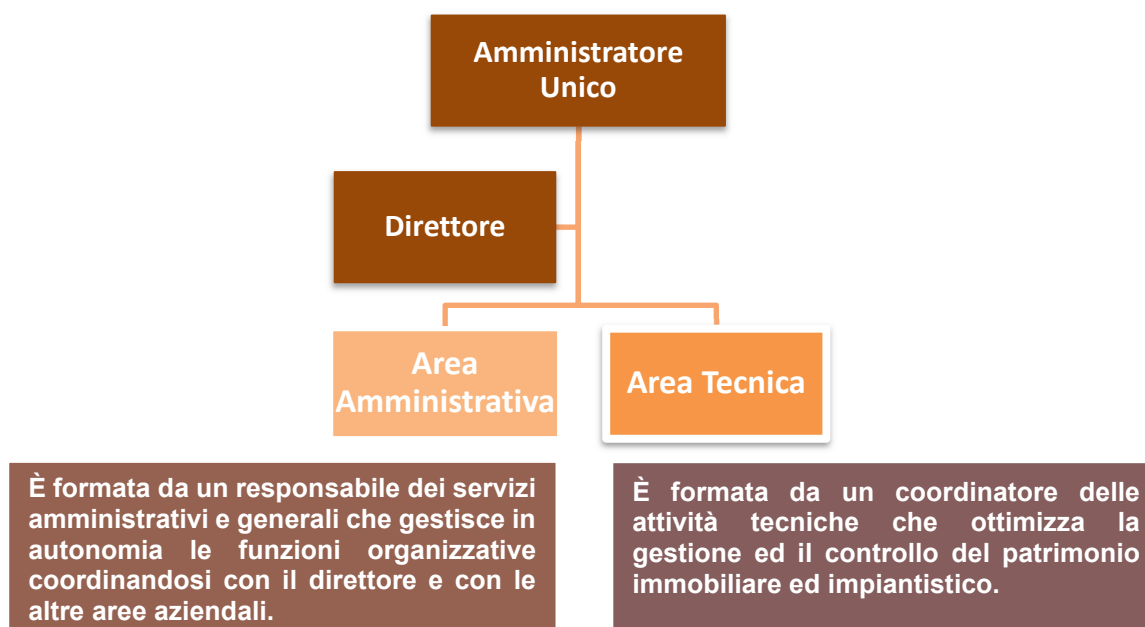 Amministratore
Unico
Direttore
Area
Amministrativa
Area Tecnica
È formata da un responsabile dei servizi
amministrativi e generali che gestisce in
autonomia le funzioni organizzative
coordinandosi con il direttore e con le
altre aree aziendali.
È formata da un coordinatore delle
attività tecniche che ottimizza la
gestione ed il controllo del patrimonio
immobiliare ed impiantistico.